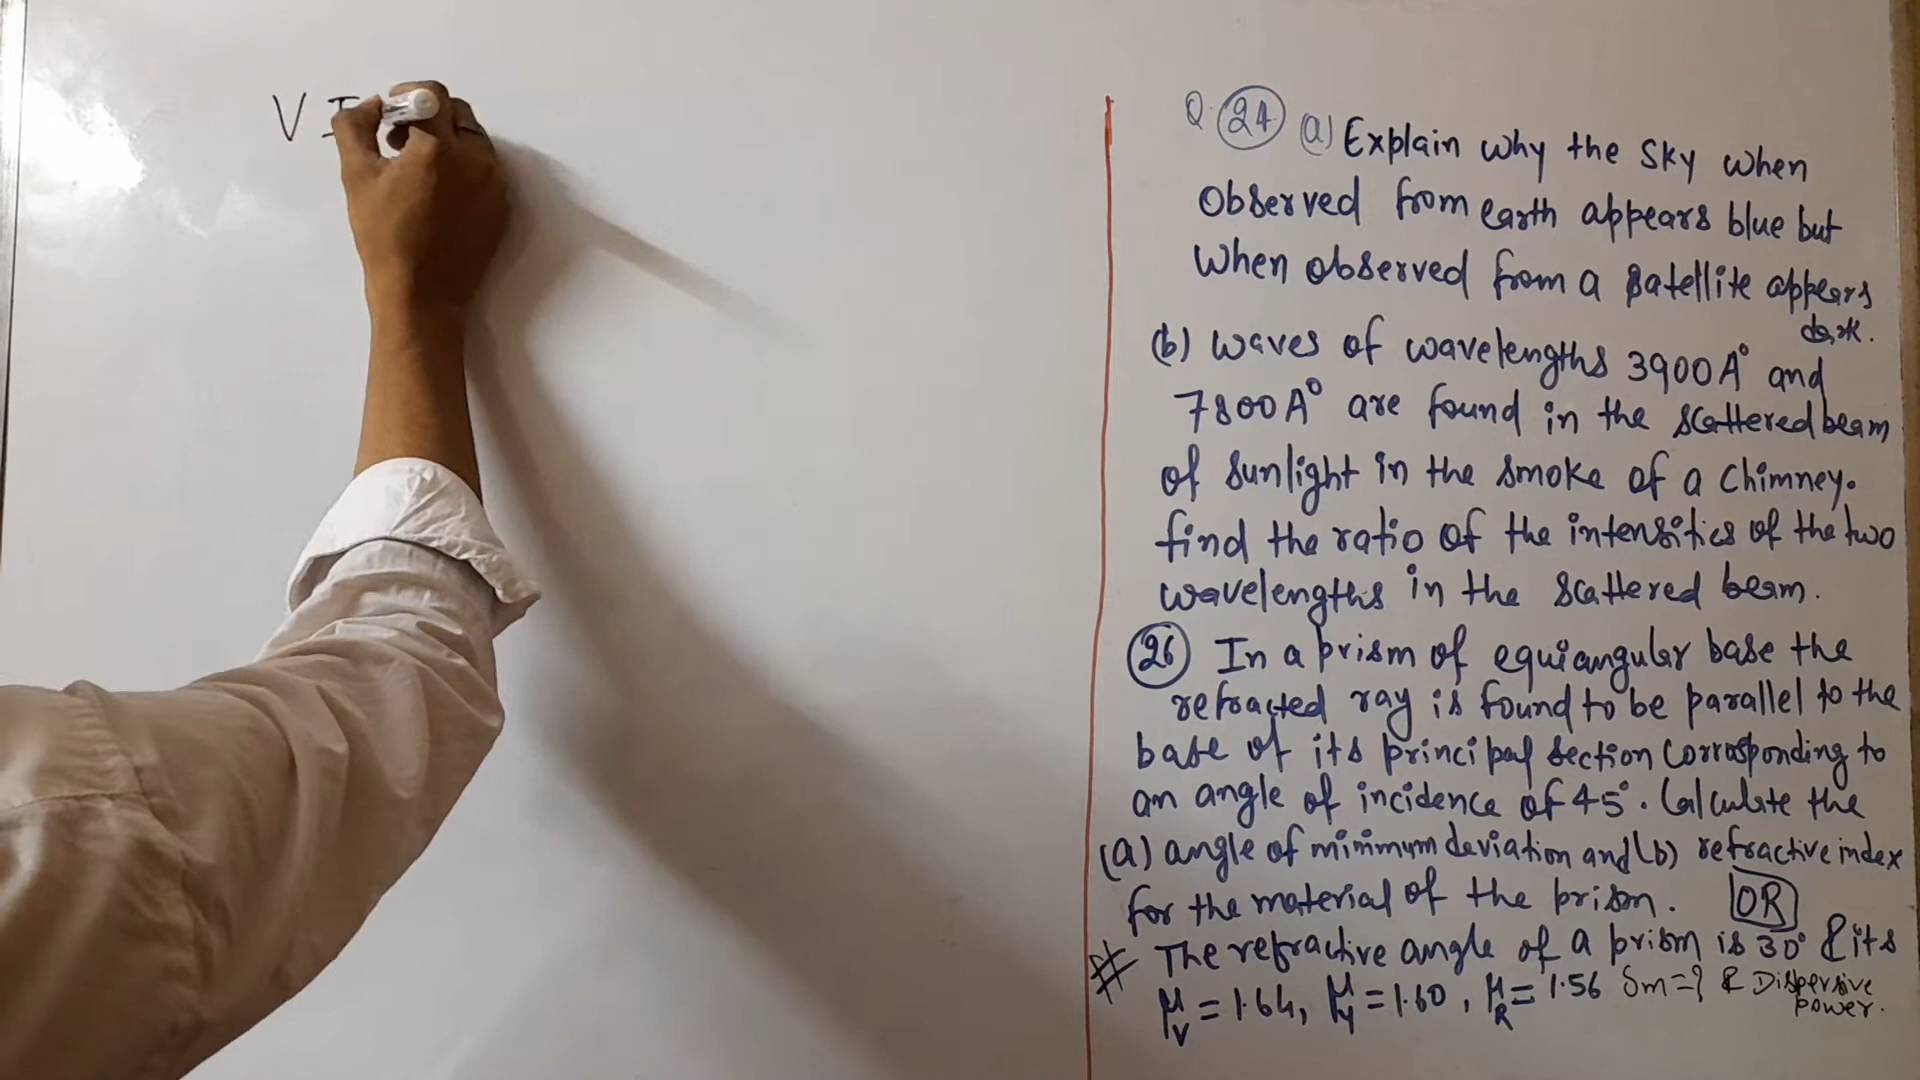 V I
Q. 24 (a) Explain why the sky when
observed from earth appears blue but
when observed from a satellite appears
dark.
(b) waves of wavelengths 3900A° and
7800A° are found in the scattered beam
of sunlight in the smoke of a chimney.
find the ratio of the intensities of the two
wavelengths in the scattered beam.
26 In a prism of equiangular base the
refracted ray is found to be parallel to the
base of its principal section corrosponding to
an angle of incidence of 45°. Calculate the
(a) angle of minimum deviation and (b) refractive index
for the material of the prism. OR
# The refractive angle of a prism is 30° & its
μV = 1.64, μY = 1.60, μR = 1.56 δm = ? & Dispersive
power.